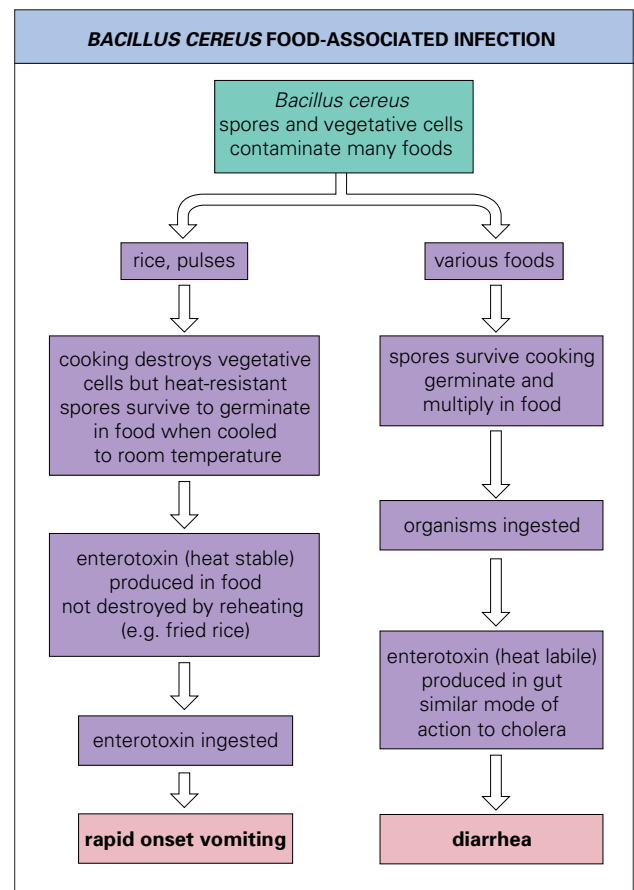 BACILLUS CEREUS FOOD-ASSOCIATED INFECTION
Bacillus cereus
spores and vegetative cells
contaminate many foods
rice, pulses
cooking destroys vegetative
cells but heat-resistant
spores survive to germinate
in food when cooled
to room temperature
enterotoxin (heat stable)
produced in food
not destroyed by reheating
(e.g. fried rice)
enterotoxin ingested
rapid onset vomiting
various foods
spores survive cooking
germinate and
multiply in food
organisms ingested
enterotoxin (heat labile)
produced in gut
similar mode of
action to cholera
diarrhea